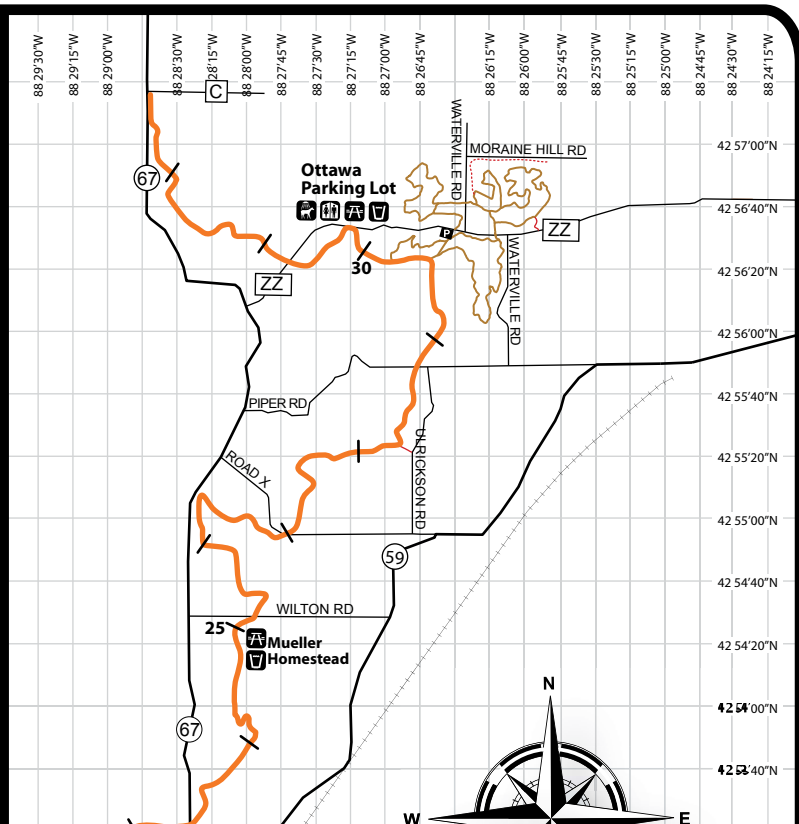 88 29'30"W
88 29'15"W
88 29'00"W
88 28'30"W
88 28'15"W
88 28'00"W
88 27'45"W
88 27'30"W
88 27'15"W
88 27'00"W
88 26'45"W
88 26'15"W
88 26'00"W
88 25'45"W
88 25'30"W
88 25'15"W
88 25'00"W
88 24'45"W
88 24'30"W
88 24'15"W
C
WATERVILLE RD
MORAINE HILL RD
42 57'00"N
67
Ottawa
Parking Lot
42 56'40"N
P
ZZ
30
ZZ
WATERVILLE RD
42 56'20"N
42 56'00"N
PIPER RD
42 55'40"N
ULRICKSON RD
ROAD X
42 55'20"N
42 55'00"N
59
42 54'40"N
WILTON RD
25
Mueller
Homestead
42 54'20"N
N
00"N
67
40"N
W
E